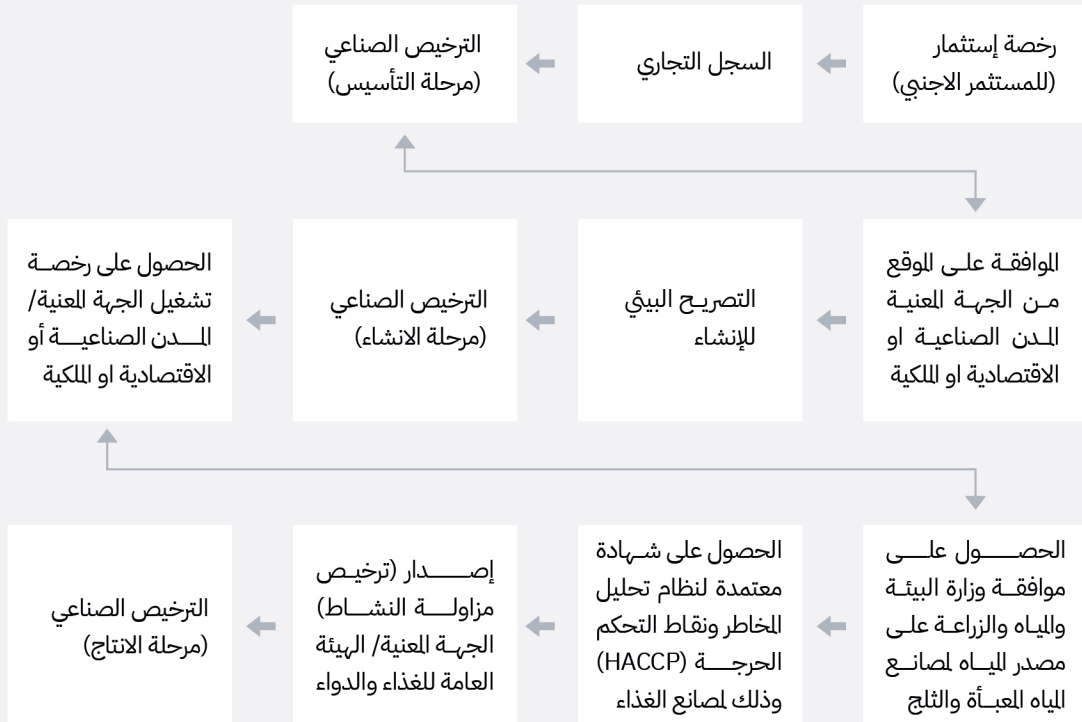 رخصة إستثمار
(للمستثمر الاجنبي)
السجل التجاري
الترخيص الصناعي
(مرحلة التأسيس)
الموافقة على الموقع
من الجهة المعنية
المدن الصناعية او
الاقتصادية او الملكية
التصريح البيئي
للإنشاء
الترخيص الصناعي
(مرحلة الانشاء)
الحصول على رخصة
تشغيل الجهة المعنية/
المدن الصناعية أو
الاقتصادية او الملكية
الحصول على
موافقة وزارة البيئة
والمياه والزراعة على
مصدر المياه لمصانع
المياه المعبأة والثلج
الحصول على شهادة
معتمدة لنظام تحليل
المخاطر ونقاط التحكم
الحرجة (HACCP)
وذلك لمصانع الغذاء
إصدار (ترخيص
مزاولة النشاط)
الجهة المعنية/ الهيئة
العامة للغذاء والدواء
الترخيص الصناعي
(مرحلة الانتاج)